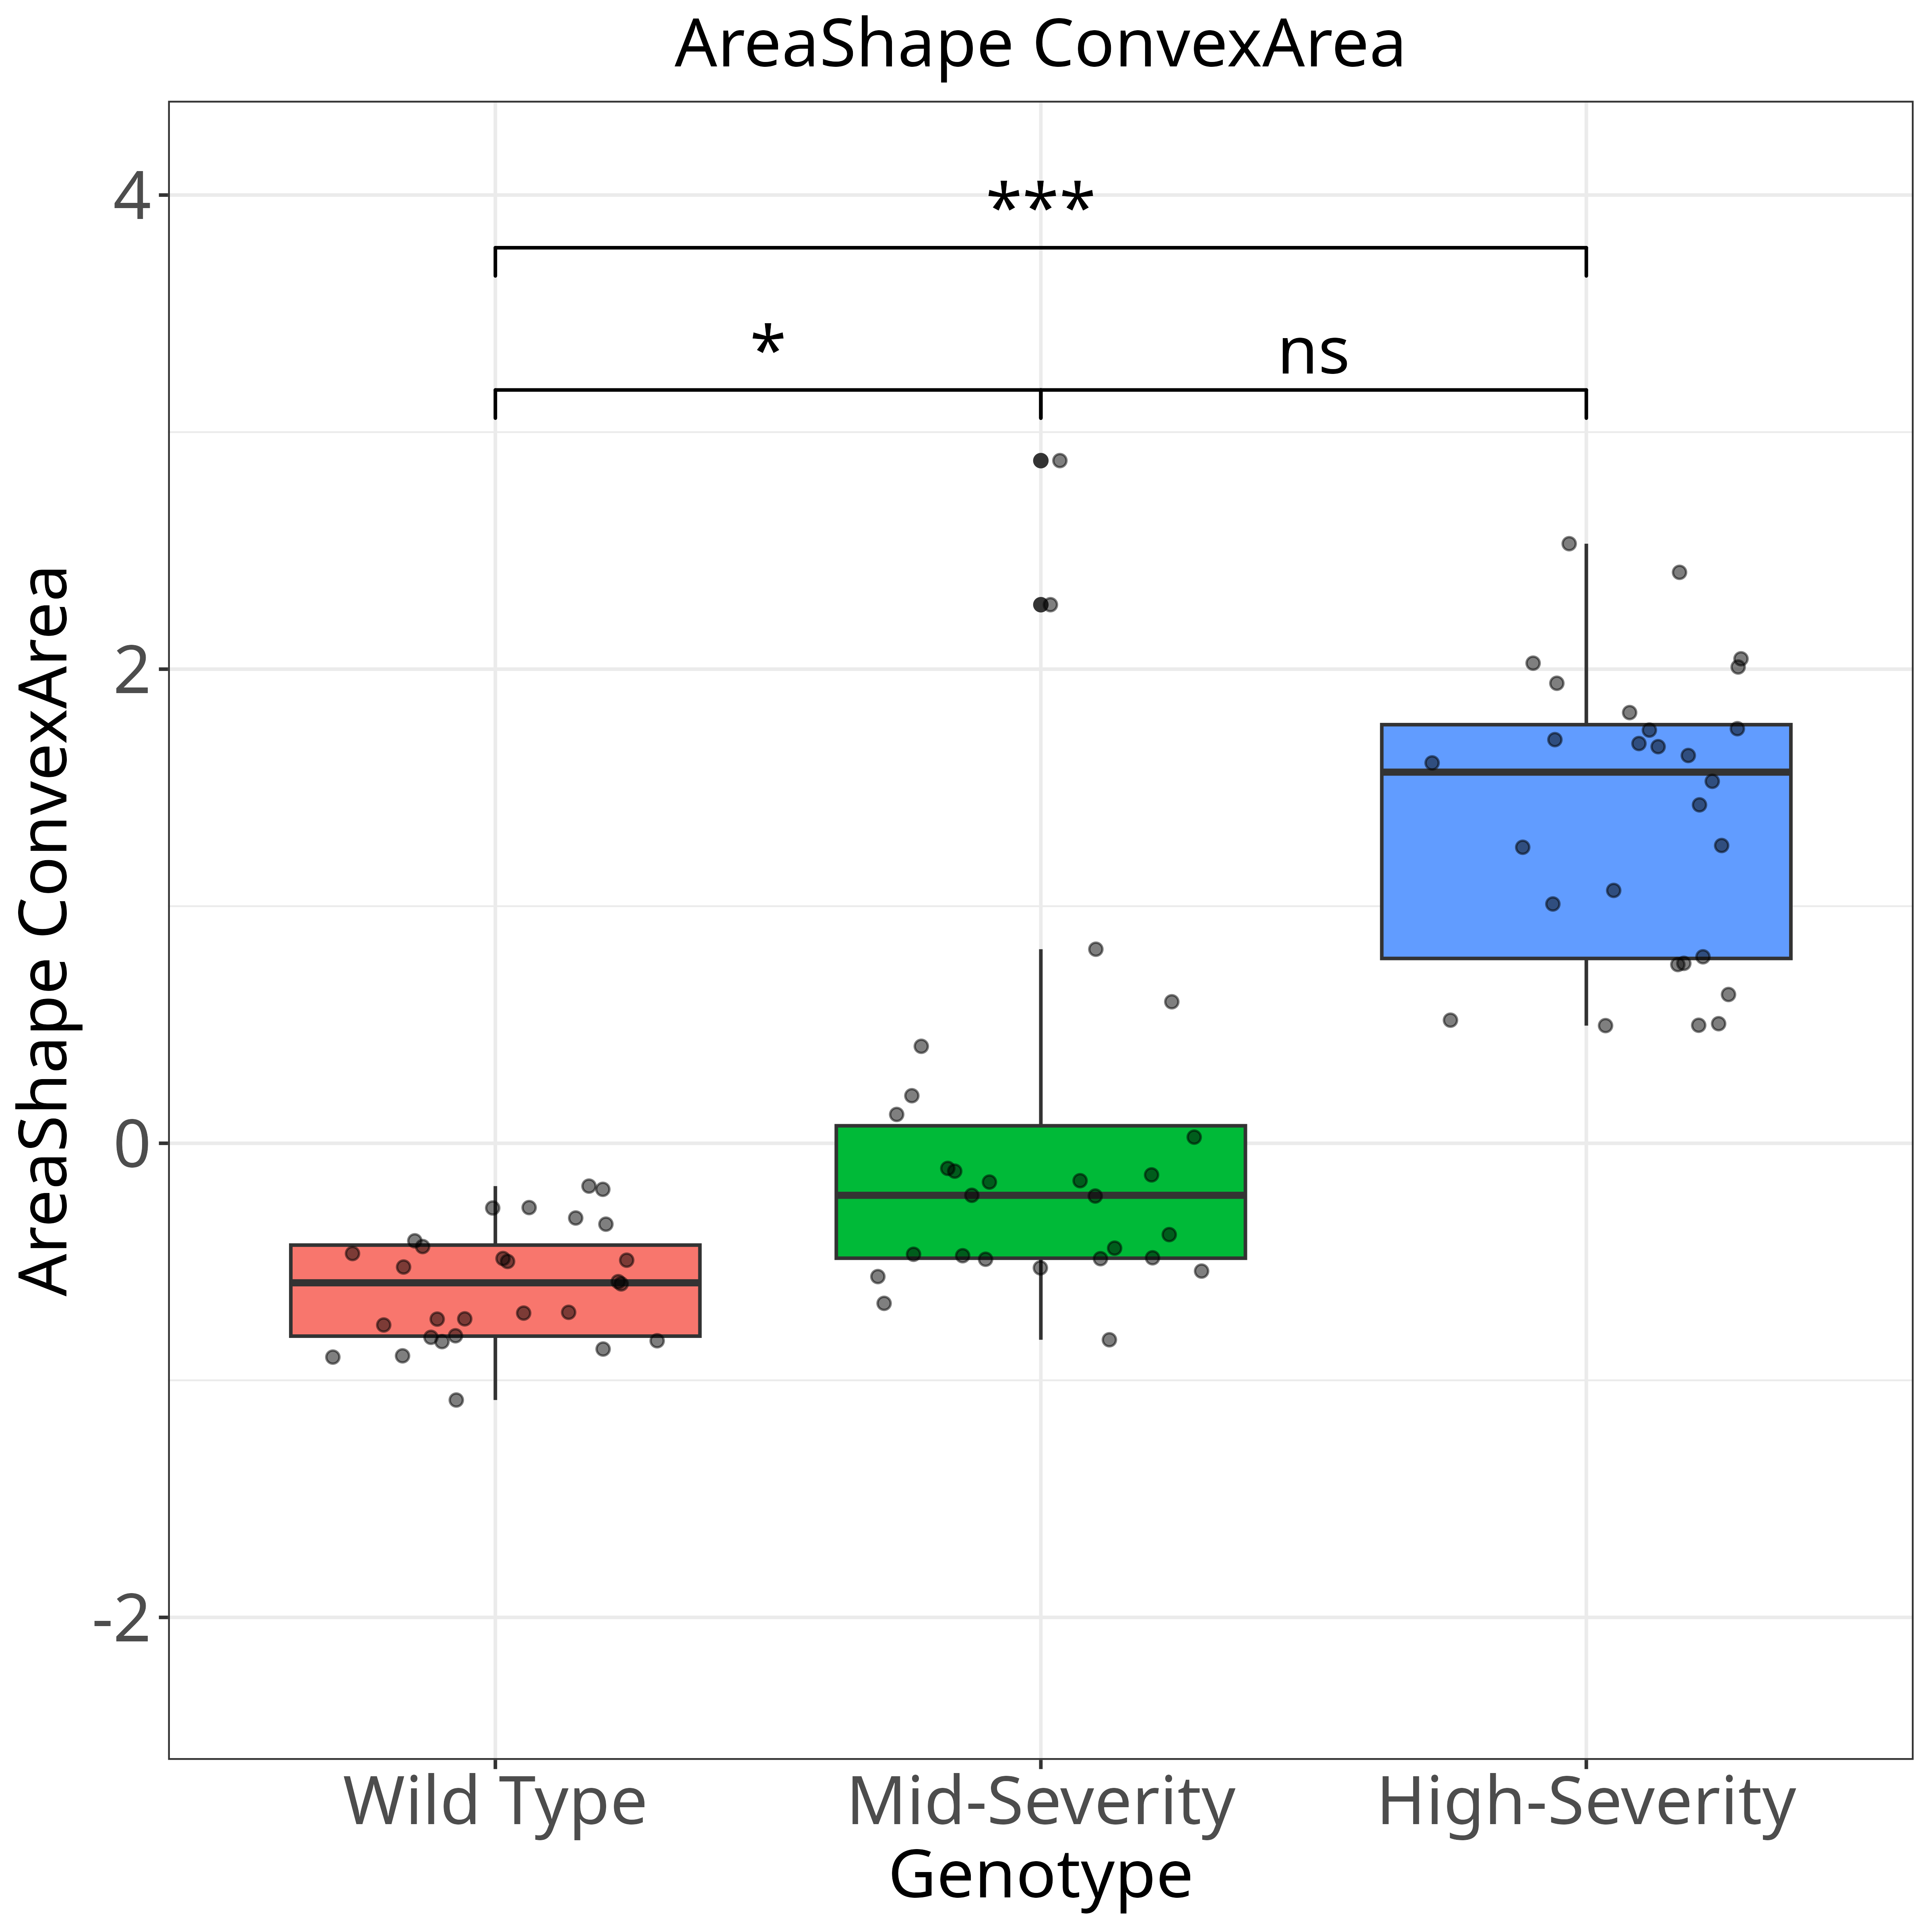 AreaShape ConvexArea
AreaShape ConvexArea
4
2
0
-2
***
*
ns
Wild Type
Mid-Severity
High-Severity
Genotype